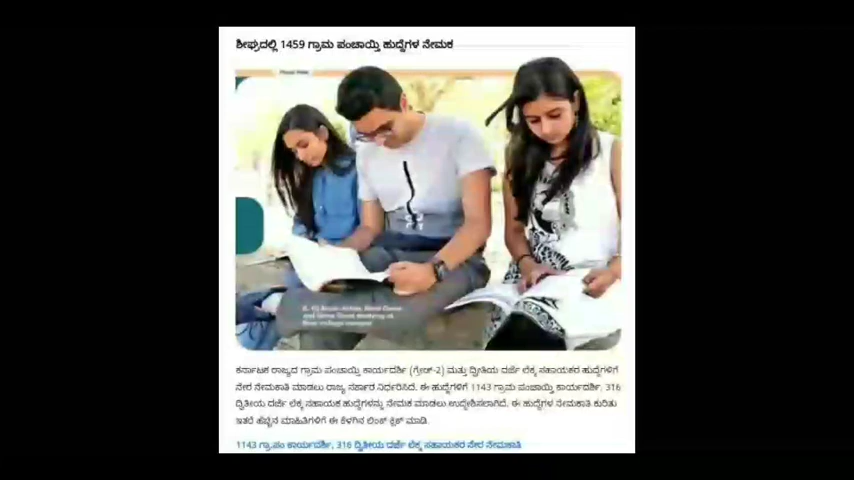 ಶೀಘ್ರದಲ್ಲಿ 1459 ಗ್ರಾಮ ಪಂಚಾಯ್ತಿ ಹುದ್ದೆಗಳ ನೇಮಕ
ಕರ್ನಾಟಕ ರಾಜ್ಯದ ಗ್ರಾಮ ಪಂಚಾಯ್ತಿ ಕಾರ್ಯದರ್ಶಿ (ಗ್ರೇಡ್-2) ಮತ್ತು ದ್ವಿತೀಯ ದರ್ಜೆ ಲೆಕ್ಕ ಸಹಾಯಕರ ಹುದ್ದೆಗಳಿಗೆ
ನೇರ ನೇಮಕಾತಿ ಮಾಡಲು ರಾಜ್ಯ ಸರ್ಕಾರ ನಿರ್ಧರಿಸಿದೆ. ಈ ಹುದ್ದೆಗಳಿಗೆ 1143 ಗ್ರಾಮ ಪಂಚಾಯ್ತಿ ಕಾರ್ಯದರ್ಶಿ, 316
ದ್ವಿತೀಯ ದರ್ಜೆ ಲೆಕ್ಕ ಸಹಾಯಕ ಹುದ್ದೆಗಳನ್ನು ನೇಮಕ ಮಾಡಲು ಉದ್ದೇಶಿಸಲಾಗಿದೆ. ಈ ಹುದ್ದೆಗಳ ನೇಮಕಾತಿ ಕುರಿತು
ಇತರೆ ಹೆಚ್ಚಿನ ಮಾಹಿತಿಗಳಿಗೆ ಈ ಕೆಳಗಿನ ಲಿಂಕ್ ಕ್ಲಿಕ್ ಮಾಡಿ.
1143 ಗ್ರಾ.ಪಂ ಕಾರ್ಯದರ್ಶಿ, 316 ದ್ವಿತೀಯ ದರ್ಜೆ ಲೆಕ್ಕ ಸಹಾಯಕರ ನೇರ ನೇಮಕಾತಿ